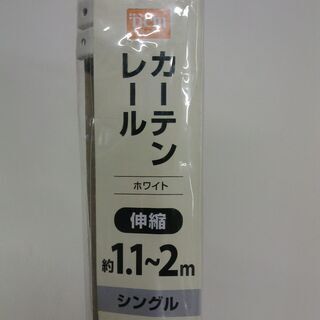 DCM
カーテン
レール
ホワイト
伸縮
約1.1~2m
シングル